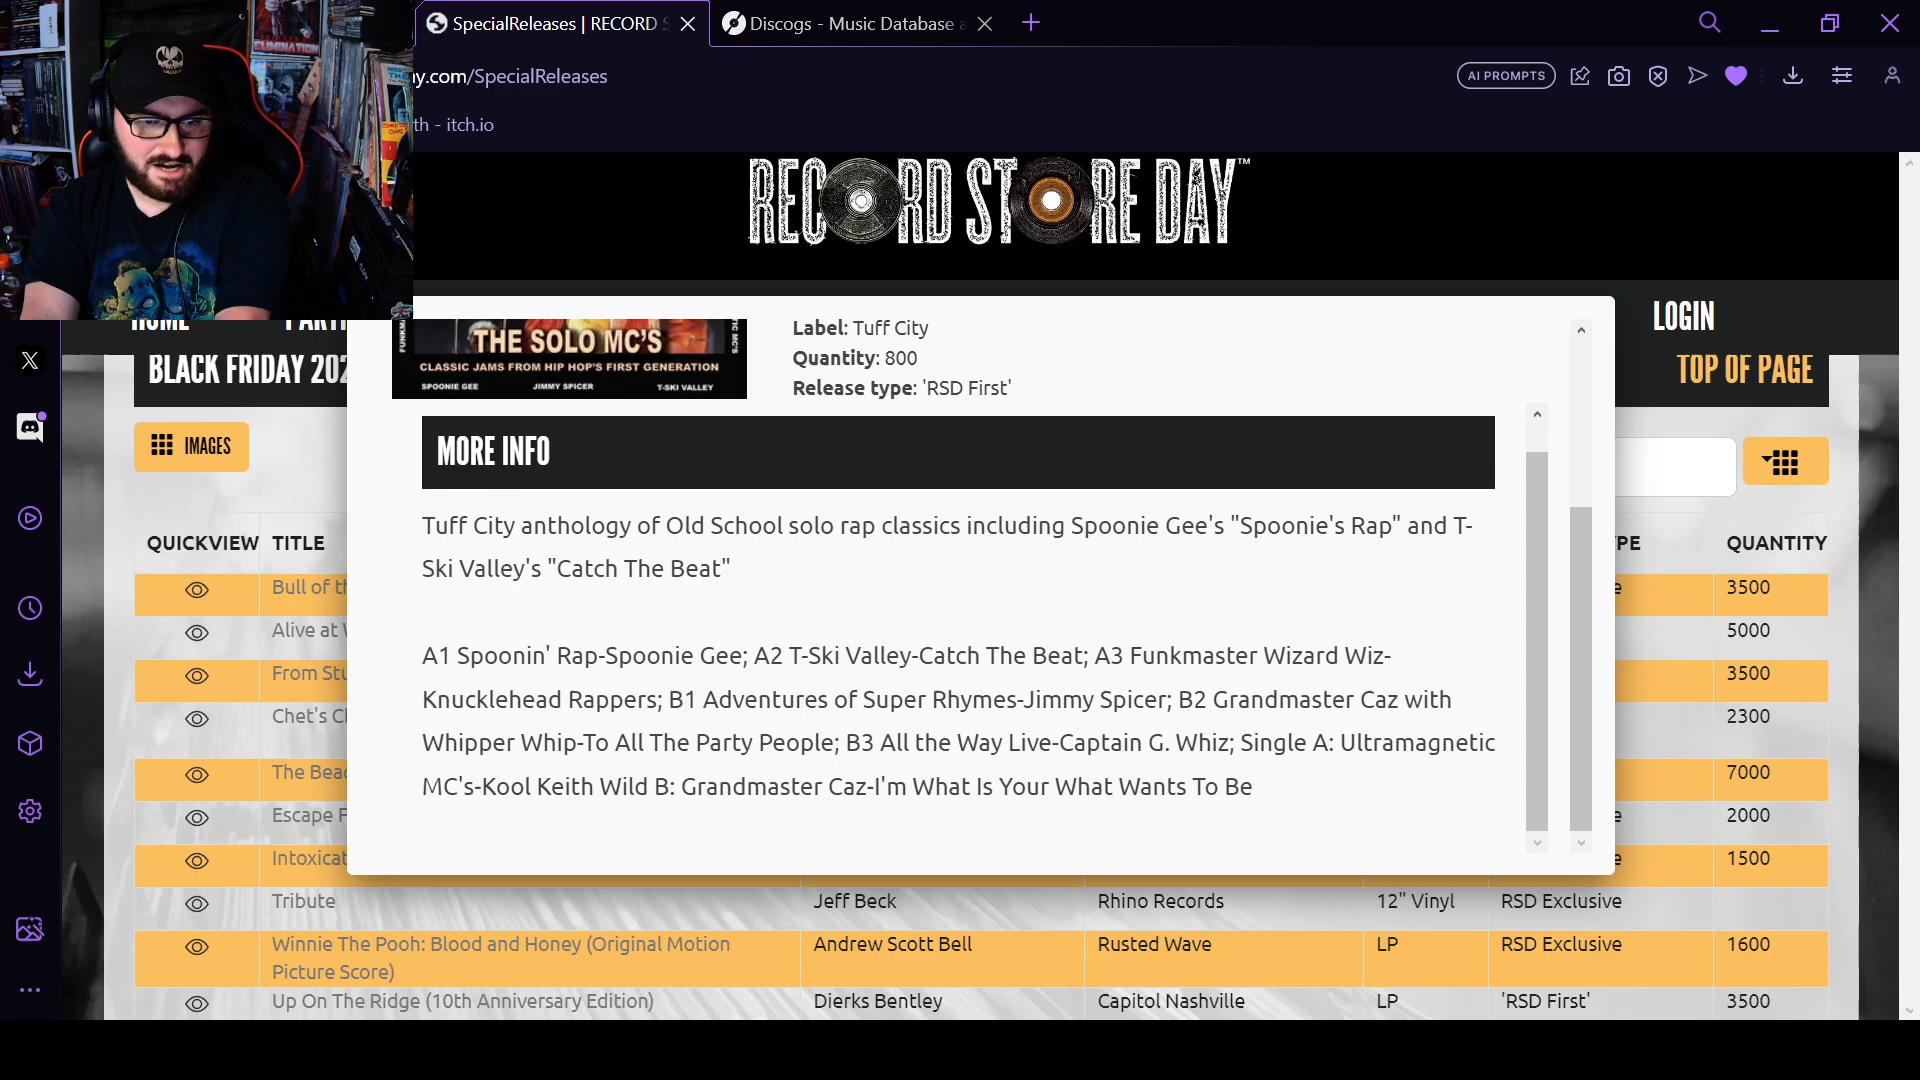 SpecialReleases | RECORD S
Discogs - Music Database a
y.com/SpecialReleases
AI PROMPTS
th - itch.io
RECORD STORE DAY™
HOME
LOGIN
BLACK FRIDAY 202
TOP OF PAGE
THE SOLO MC'S
CLASSIC JAMS FROM HIP HOP'S FIRST GENERATION
SPOONIE GEE JIMMY SPICER T-SKI VALLEY
Label: Tuff City
Quantity: 800
Release type: 'RSD First'
IMAGES
MORE INFO
Tuff City anthology of Old School solo rap classics including Spoonie Gee's "Spoonie's Rap" and T-
Ski Valley's "Catch The Beat"
A1 Spoonin' Rap-Spoonie Gee; A2 T-Ski Valley-Catch The Beat; A3 Funkmaster Wizard Wiz-
Knucklehead Rappers; B1 Adventures of Super Rhymes-Jimmy Spicer; B2 Grandmaster Caz with
Whipper Whip-To All The Party People; B3 All the Way Live-Captain G. Whiz; Single A: Ultramagnetic
MC's-Kool Keith Wild B: Grandmaster Caz-I'm What Is Your What Wants To Be
QUICKVIEW TITLE PE QUANTITY
Bull of th e 3500
Alive at 5000
From Stu 3500
Chet's Cl 2300
The Bea 7000
Escape F e 2000
Intoxicat e 1500
Tribute Jeff Beck Rhino Records 12" Vinyl RSD Exclusive
Winnie The Pooh: Blood and Honey (Original Motion Andrew Scott Bell Rusted Wave LP RSD Exclusive 1600
Picture Score)
Up On The Ridge (10th Anniversary Edition) Dierks Bentley Capitol Nashville LP 'RSD First' 3500